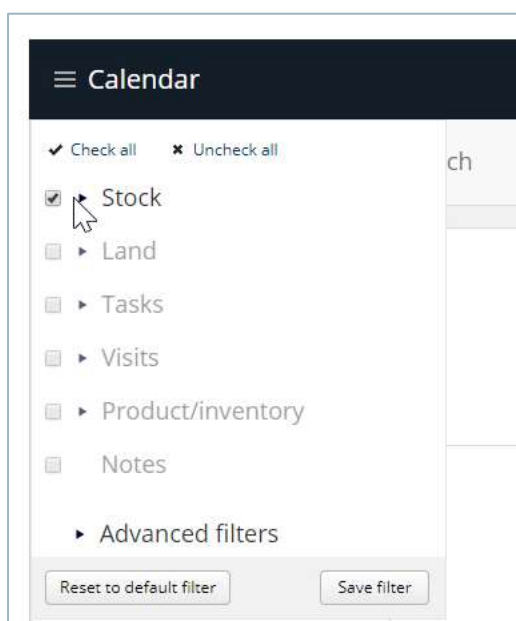 Calendar
Check all Uncheck all
ch
Stock
Land
Tasks
Visits
Product/inventory
Notes
Advanced filters
Reset to default filter Save filter